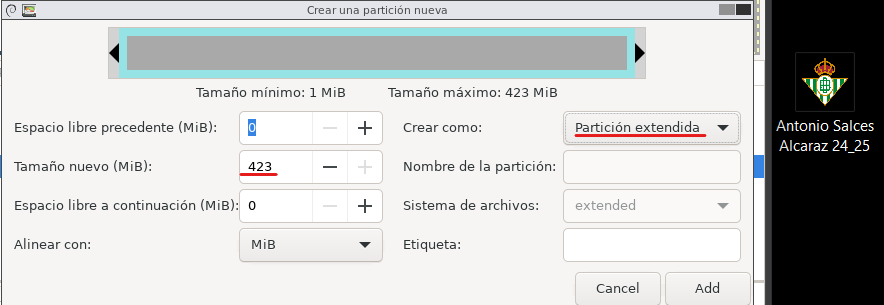 Crear una partición nueva
Tamaño mínimo: 1 MiB Tamaño máximo: 423 MiB
Espacio libre precedente (MiB): 0 Crear como: Partición extendida
Tamaño nuevo (MiB): 423 Nombre de la partición:
Espacio libre a continuación (MiB): 0 Sistema de archivos: extended
Alinear con: MiB Etiqueta:
Cancel Add
Antonio Salces
Alcaraz 24_25